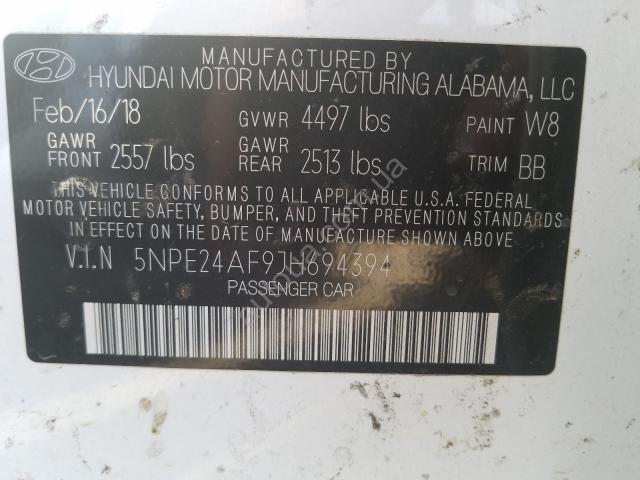 MANUFACTURED BY
HYUNDAI MOTOR MANUFACTURING ALABAMA, LLC
Feb/16/18 GVWR 4497 lbs PAINT W8
GAWR FRONT 2557 lbs GAWR REAR 2513 lbs TRIM BB
THIS VEHICLE CONFORMS TO ALL APPLICABLE U.S.A. FEDERAL
MOTOR VEHICLE SAFETY, BUMPER, AND THEFT PREVENTION STANDARDS
IN EFFECT ON THE DATE OF MANUFACTURE SHOWN ABOVE.
V.I.N 5NPE24AF9JH694394
PASSENGER CAR